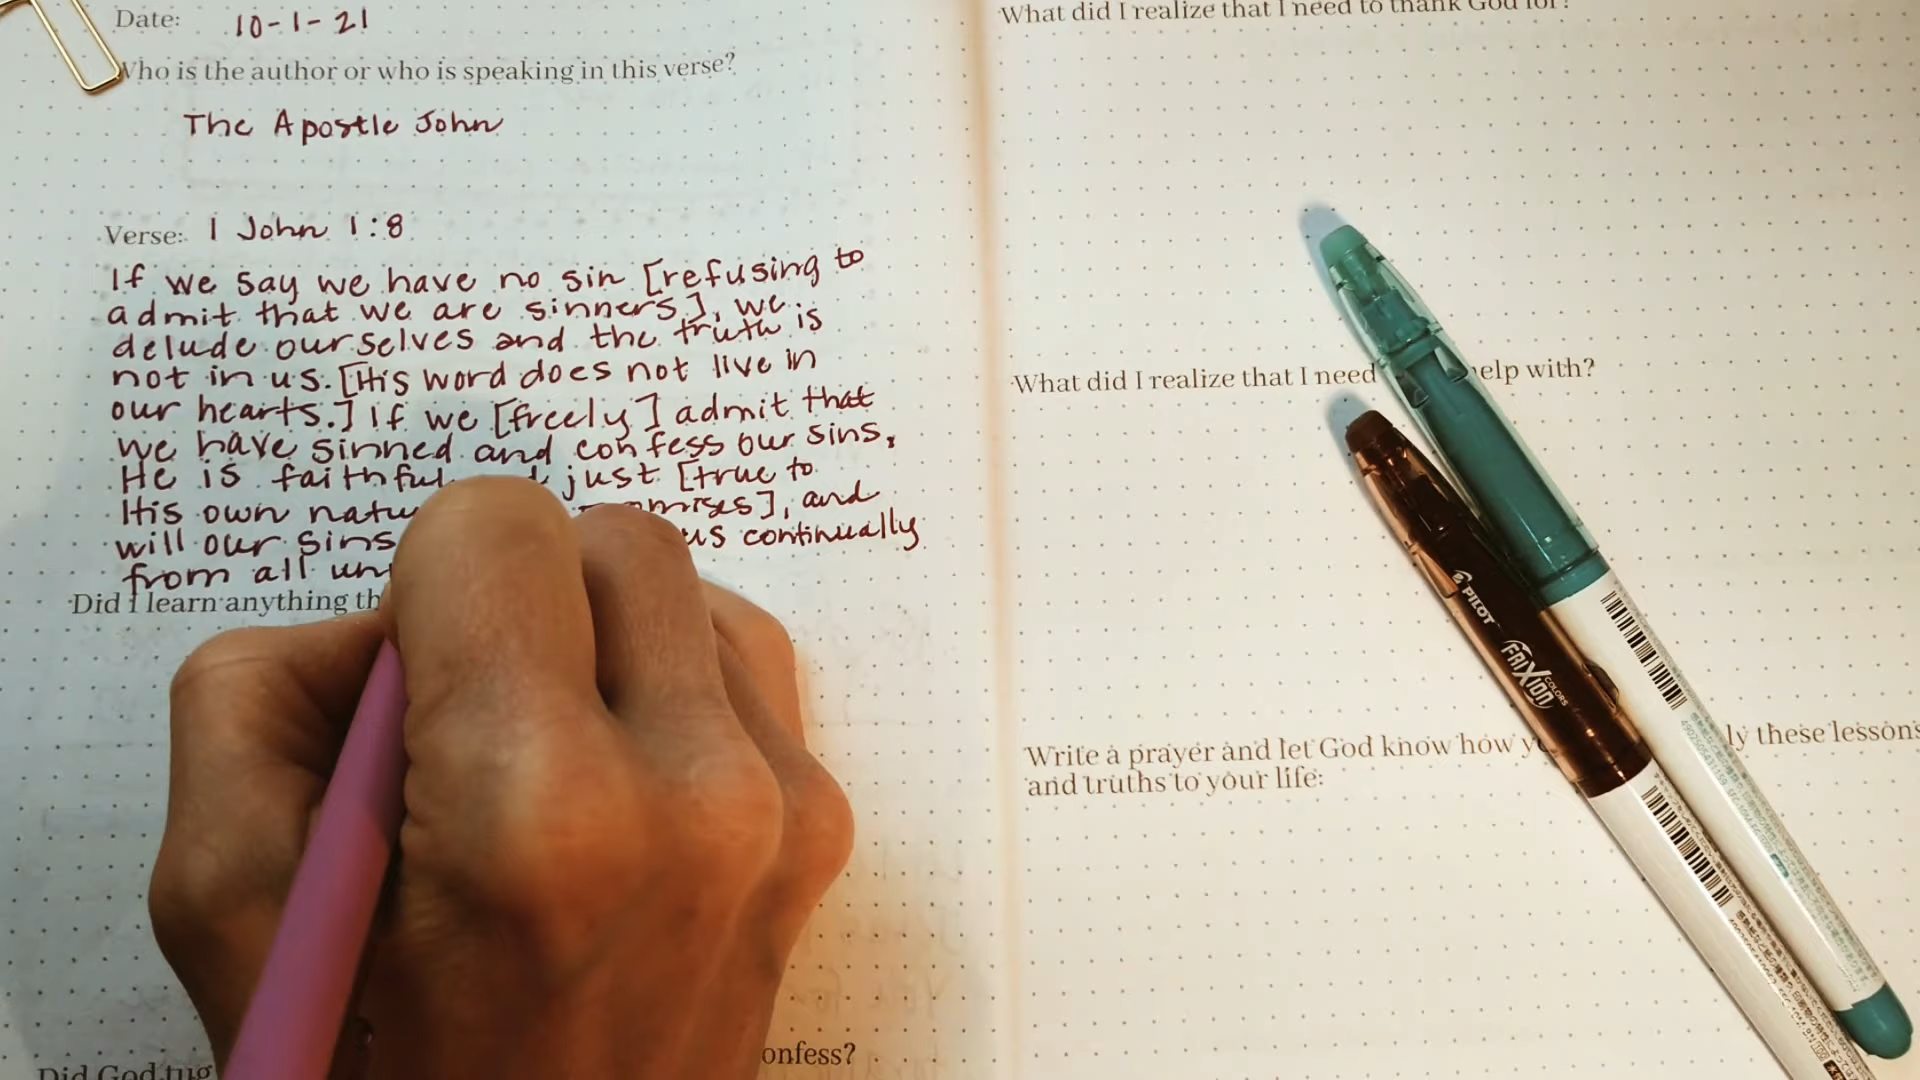 Date: 10-1-21
Who is the author or who is speaking in this verse?
The Apostle John
Verse: 1 John 1:8
If we say we have no sin [refusing to
admit that we are sinners], we
delude ourselves and the truth is
not in us. [His word does not live in
our hearts.] If we [freely] admit that
we have sinned and confess our sins,
He is faithful just [true to
His own , and
will our sins us continually
from all
Did I learn anything
Did God tug
What did I realize that I need to thank God for?
What did I realize that I need help with?
Write a prayer and let God know how ly these lessons
and truths to your life:
PILOT
FRIXION
COLORS